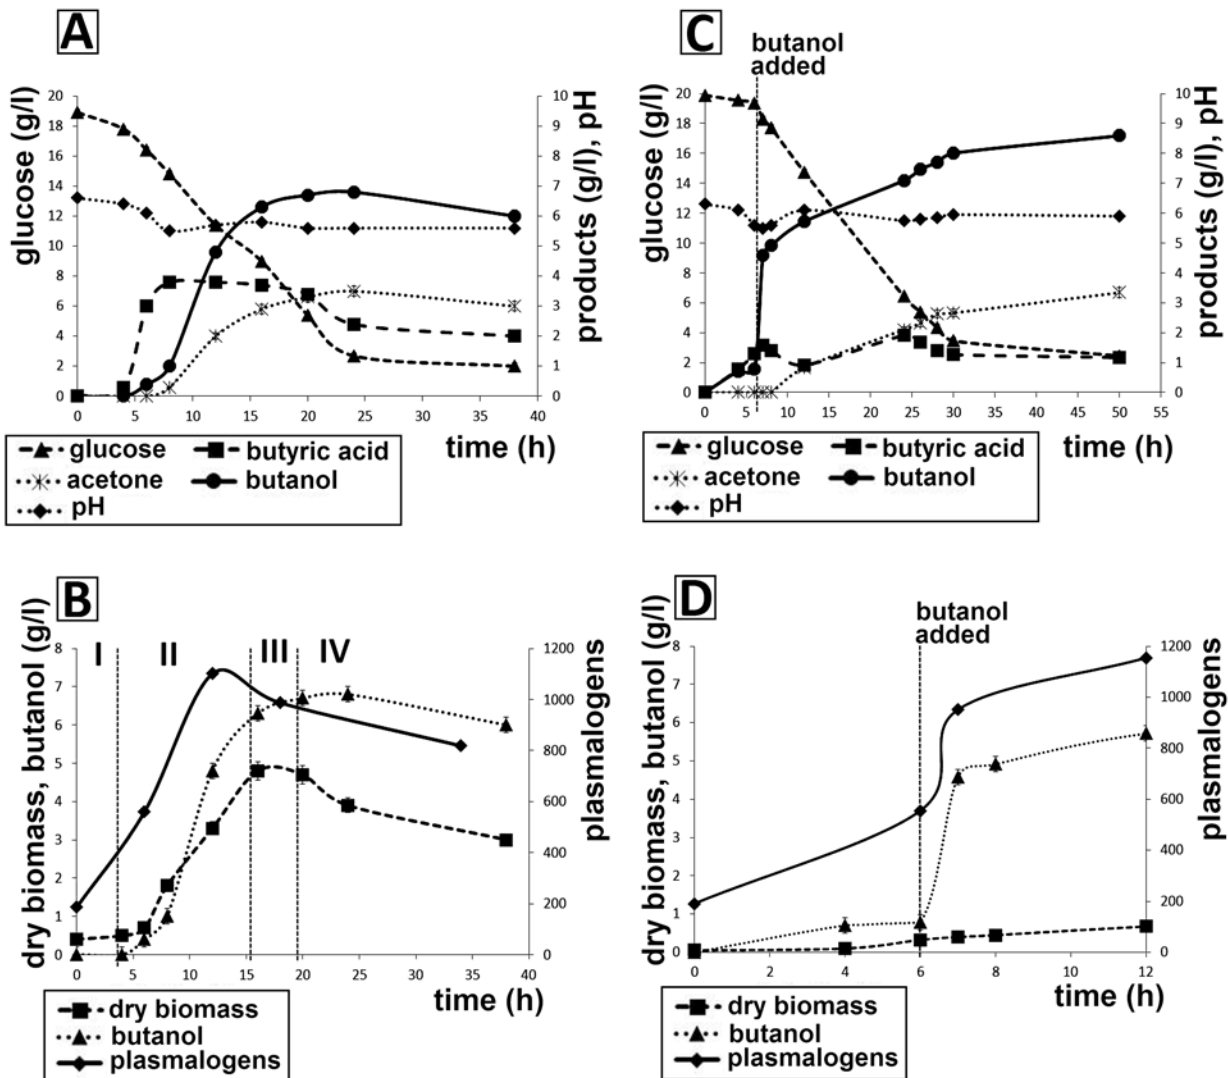 A
glucose (g/l)
20
18
16
14
12
10
8
6
4
2
0
10
9
8
7
6
5
4
3
2
1
0
products (g/l), pH
0 5 10 15 20 25 30 35 40
time (h)
glucose butyric acid
acetone butanol
pH
C
butanol
added
glucose (g/l)
20
18
16
14
12
10
8
6
4
2
0
10
9
8
7
6
5
4
3
2
1
0
products (g/l), pH
0 5 10 15 20 25 30 35 40 45 50 55
time (h)
glucose butyric acid
acetone butanol
pH
B
dry biomass, butanol (g/l)
I II III IV
8
7
6
5
4
3
2
1
0
1200
1000
800
600
400
200
0
plasmalogens
0 5 10 15 20 25 30 35 40
time (h)
dry biomass
butanol
plasmalogens
D
butanol
added
dry biomass, butanol (g/l)
8
7
6
5
4
3
2
1
0
1200
1000
800
600
400
200
0
plasmalogens
0 2 4 6 8 10 12
time (h)
dry biomass
butanol
plasmalogens